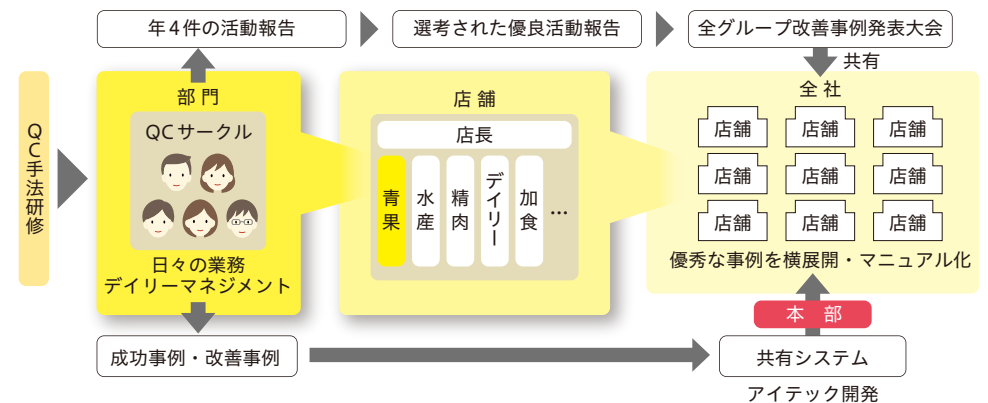 年4件の活動報告
選考された優良活動報告
全グループ改善事例発表大会
共有
QC手法研修
部門
QCサークル
日々の業務
デイリーマネジメント
店舗
店長
青果
水産
精肉
デイリー
加食
…
全社
店舗
店舗
店舗
店舗
店舗
店舗
店舗
店舗
店舗
優秀な事例を横展開・マニュアル化
本部
成功事例・改善事例
共有システム
アイテック開発